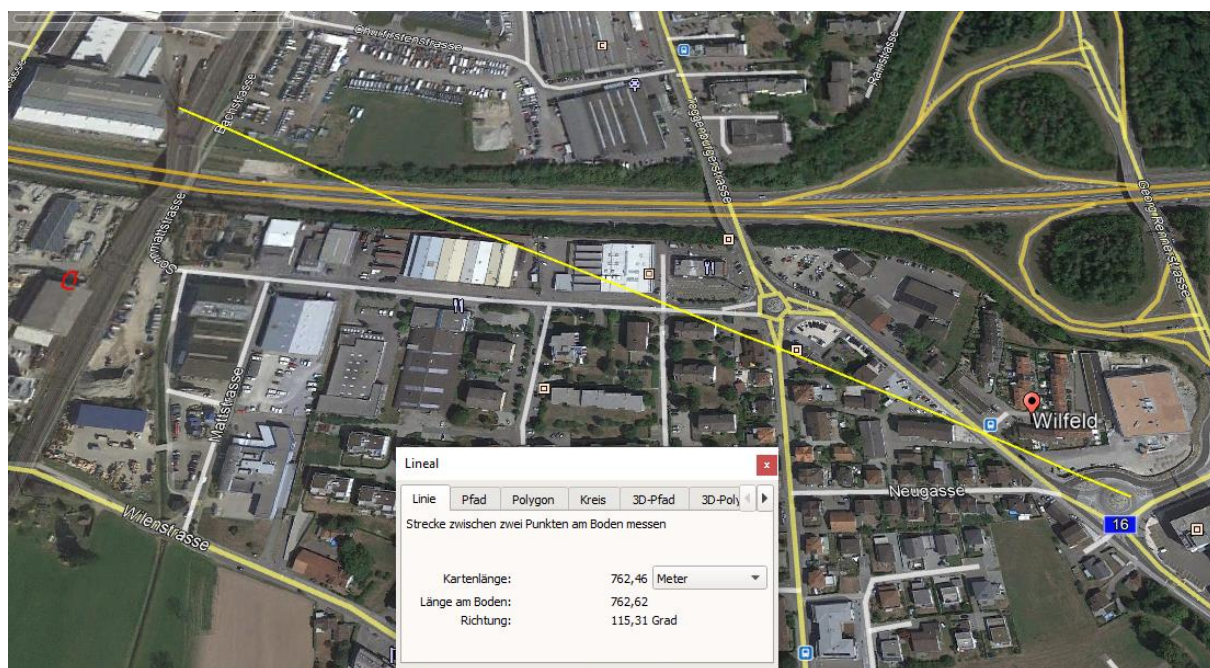 Churfirstenstrasse
Bachstrasse
Rainstrasse
Toggenburgerstrasse
Georg Rennerstrasse
Mattstrasse
Wilfeld
Neugasse
16
Wilenstrasse
Lineal
x
Linie Pfad Polygon Kreis 3D-Pfad 3D-Poly
Strecke zwischen zwei Punkten am Boden messen
Kartenlänge: 762,46 Meter
Länge am Boden: 762,62
Richtung: 115,31 Grad